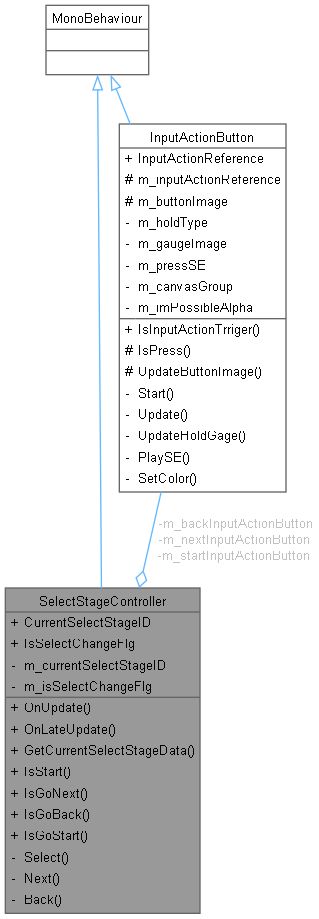 MonoBehaviour
InputActionButton
+ InputActionReference
# m_inputActionReference
# m_buttonImage
- m_holdType
- m_gaugeImage
- m_pressSE
- m_canvasGroup
- m_imPossibleAlpha
+ IsInputActionTrriger()
# IsPress()
# UpdateButtonImage()
- Start()
- Update()
- UpdateHoldGage()
- PlaySE()
- SetColor()
-m_backInputActionButton
-m_nextInputActionButton
-m_startInputActionButton
SelectStageController
+ CurrentSelectStageID
+ IsSelectChangeFlg
- m_currentSelectStageID
- m_isSelectChangeFlg
+ OnUpdate()
+ OnLateUpdate()
+ GetCurrentSelectStageData()
+ IsStart()
+ IsGoNext()
+ IsGoBack()
+ IsGoStart()
- Select()
- Next()
- Back()